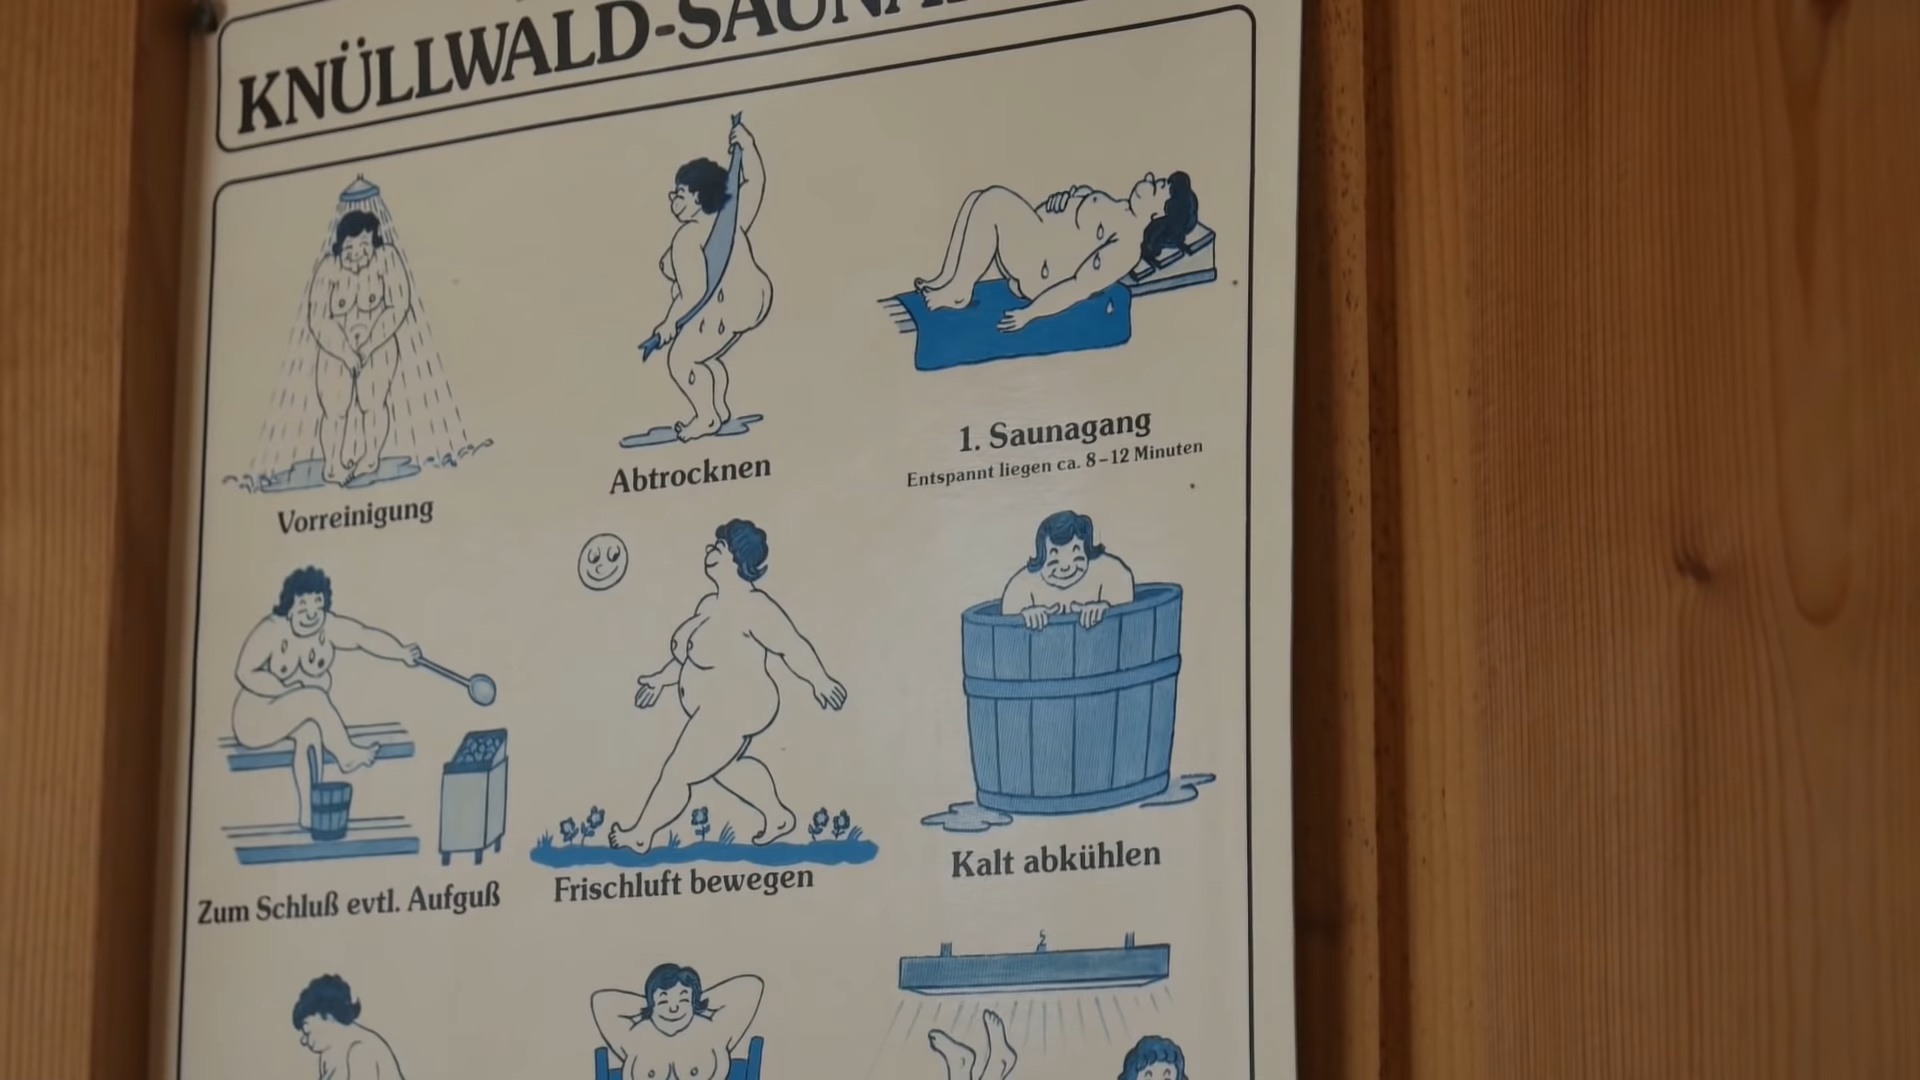 KNÜLLWALD-SAUNA
Vorreinigung
Abtrocknen
1. Saunagang
Entspannt liegen ca. 8-12 Minuten
Zum Schluß evtl. Aufguß
Frischluft bewegen
Kalt abkühlen